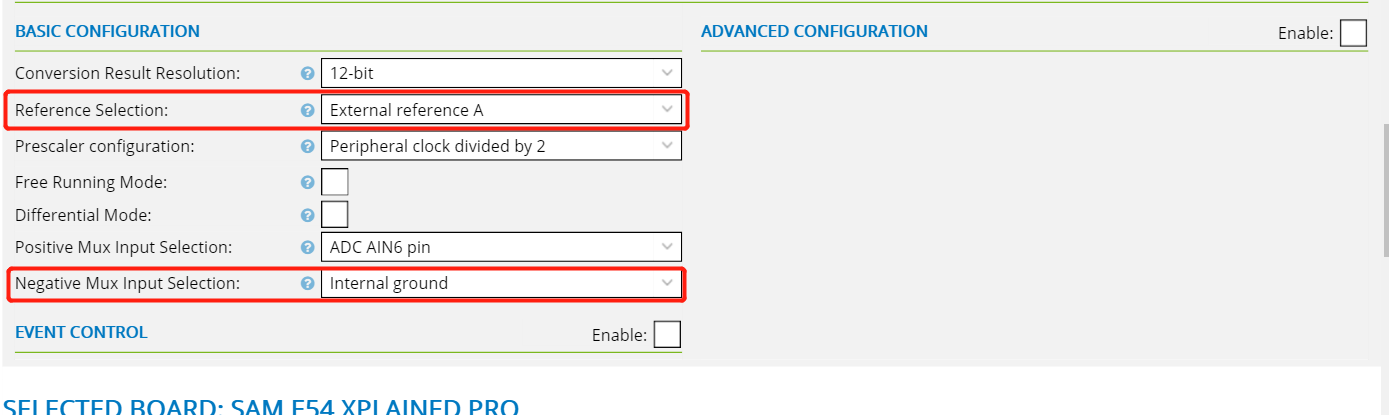 BASIC CONFIGURATION
ADVANCED CONFIGURATION Enable:
Conversion Result Resolution: ? 12-bit
Reference Selection: ? External reference A
Prescaler configuration: ? Peripheral clock divided by 2
Free Running Mode: ?
Differential Mode: ?
Positive Mux Input Selection: ? ADC AIN6 pin
Negative Mux Input Selection: ? Internal ground
EVENT CONTROL Enable:
SELECTED BOARD: SAM E54 XPLAINED PRO